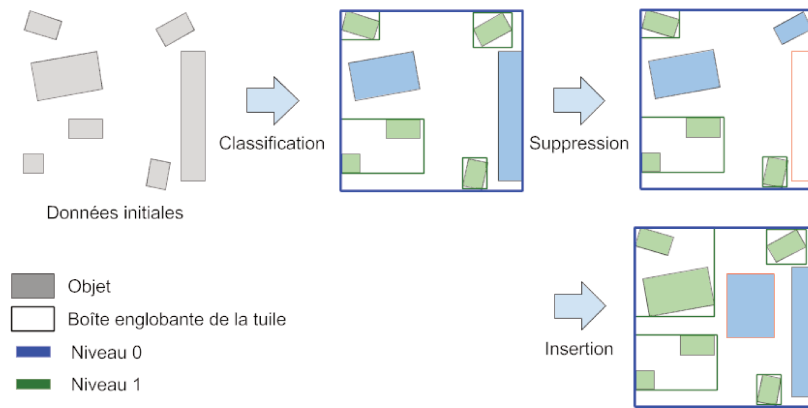 Classification
Suppression
Données initiales
Objet
Boîte englobante de la tuile
Niveau 0
Niveau 1
Insertion